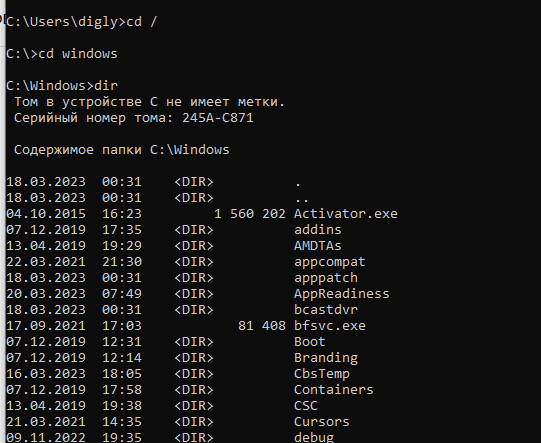 C:\Users\digly>cd /
C:\>cd windows
C:\Windows>dir
Том в устройстве C не имеет метки.
Серийный номер тома: 245A-C871
Содержимое папки C:\Windows
18.03.2023  00:31    <DIR>          .
18.03.2023  00:31    <DIR>          ..
04.10.2015  16:23         1 560 202 Activator.exe
07.12.2019  17:35    <DIR>          addins
13.04.2019  19:29    <DIR>          AMDTAs
22.03.2021  21:30    <DIR>          appcompat
18.03.2023  00:31    <DIR>          apppatch
20.03.2023  07:49    <DIR>          AppReadiness
18.03.2023  00:31    <DIR>          bcastdvr
17.09.2021  17:03            81 408 bfsvc.exe
07.12.2019  12:31    <DIR>          Boot
07.12.2019  12:14    <DIR>          Branding
16.03.2023  18:05    <DIR>          CbsTemp
07.12.2019  17:58    <DIR>          Containers
13.04.2019  19:38    <DIR>          CSC
21.03.2021  14:35    <DIR>          Cursors
09.11.2022  19:35    <DIR>          debug